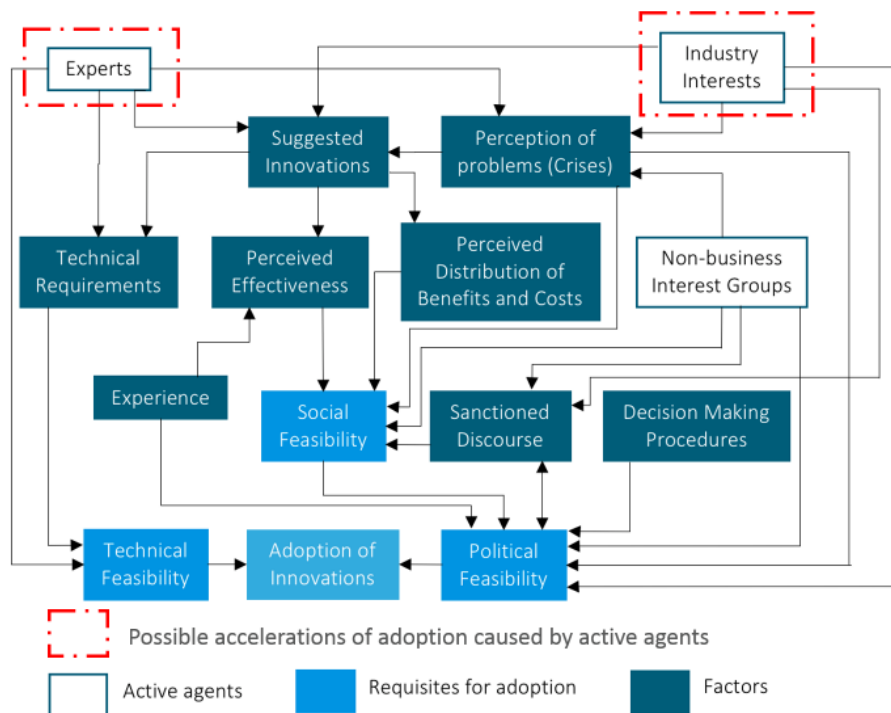 Experts
Industry
Interests
Suggested
Innovations
Perception of
problems (Crises)
Technical
Requirements
Perceived
Effectiveness
Perceived
Distribution of
Benefits and Costs
Non-business
Interest Groups
Experience
Social
Feasibility
Sanctioned
Discourse
Decision Making
Procedures
Technical
Feasibility
Adoption of
Innovations
Political
Feasibility
Possible accelerations of adoption caused by active agents
Active agents
Requisites for adoption
Factors